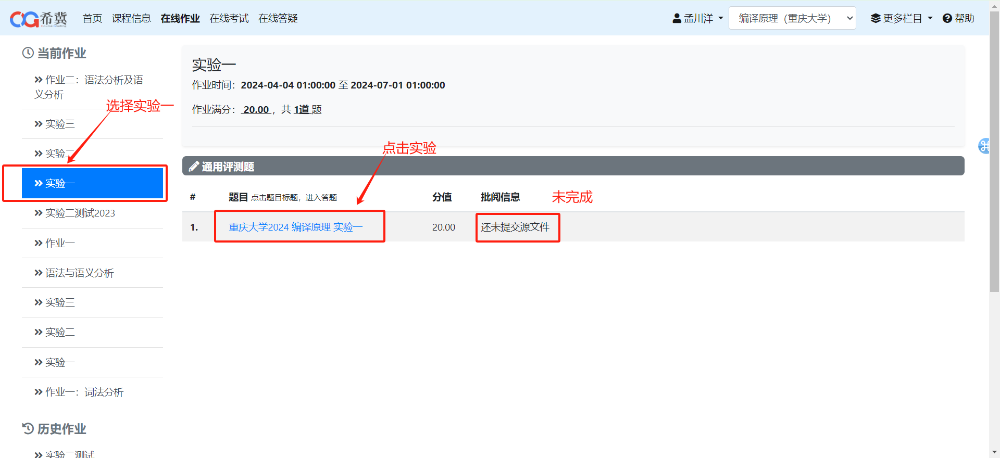 CG希冀
Course Grading
首页 课程信息 在线作业 在线考试 在线答疑
孟川洋 编译原理（重庆大学） 更多栏目 帮助
当前作业
作业二：语法分析及语
义分析
选择实验一
实验三
实验二
实验一
实验二测试2023
作业一
语法与语义分析
实验三
实验二
实验一
作业一：词法分析
历史作业
实验二测试
实验一
作业时间：2024-04-04 01:00:00 至 2024-07-01 01:00:00
作业满分： 20.00 ，共 1道 题
点击实验
通用评测题
# 题目 点击题目标题，进入答题 分值 批阅信息 未完成
1. 重庆大学2024 编译原理 实验一 20.00 还未提交源文件